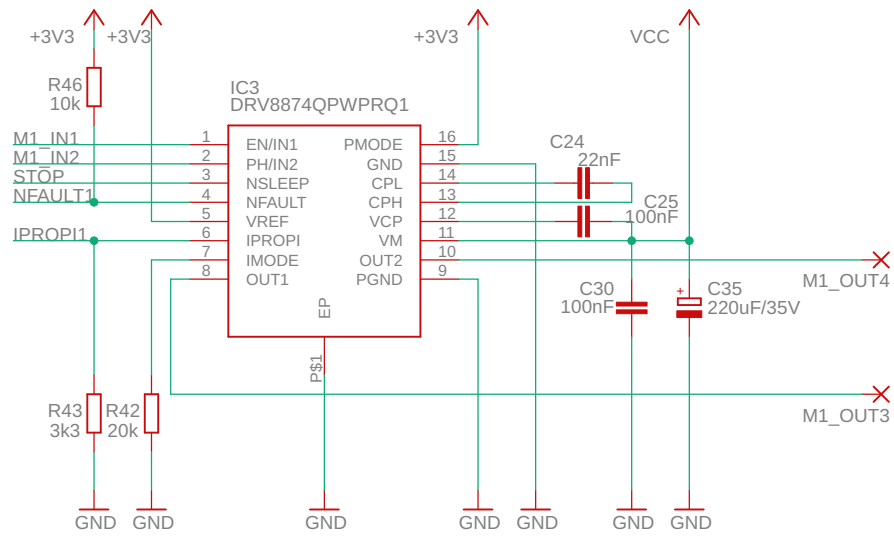 +3V3
+3V3
+3V3
VCC
R46
10k
IC3
DRV8874QPWPRQ1
M1_IN1
M1_IN2
STOP
NFAULT1
IPROPI1
1
2
3
4
5
6
7
8
EN/IN1
PH/IN2
NSLEEP
NFAULT
VREF
IPROPI
IMODE
OUT1
PMODE
GND
CPL
CPH
VCP
VM
OUT2
PGND
16
15
14
13
12
11
10
9
EP
P$1
C24
22nF
C25
100nF
C30
100nF
+
C35
220uF/35V
M1_OUT4
M1_OUT3
R43
3k3
R42
20k
GND
GND
GND
GND
GND
GND
GND